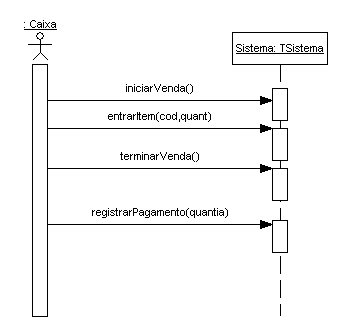 : Caixa
Sistema: TSistema
iniciarVenda()
entrarItem(cod,quant)
terminarVenda()
registrarPagamento(quantia)